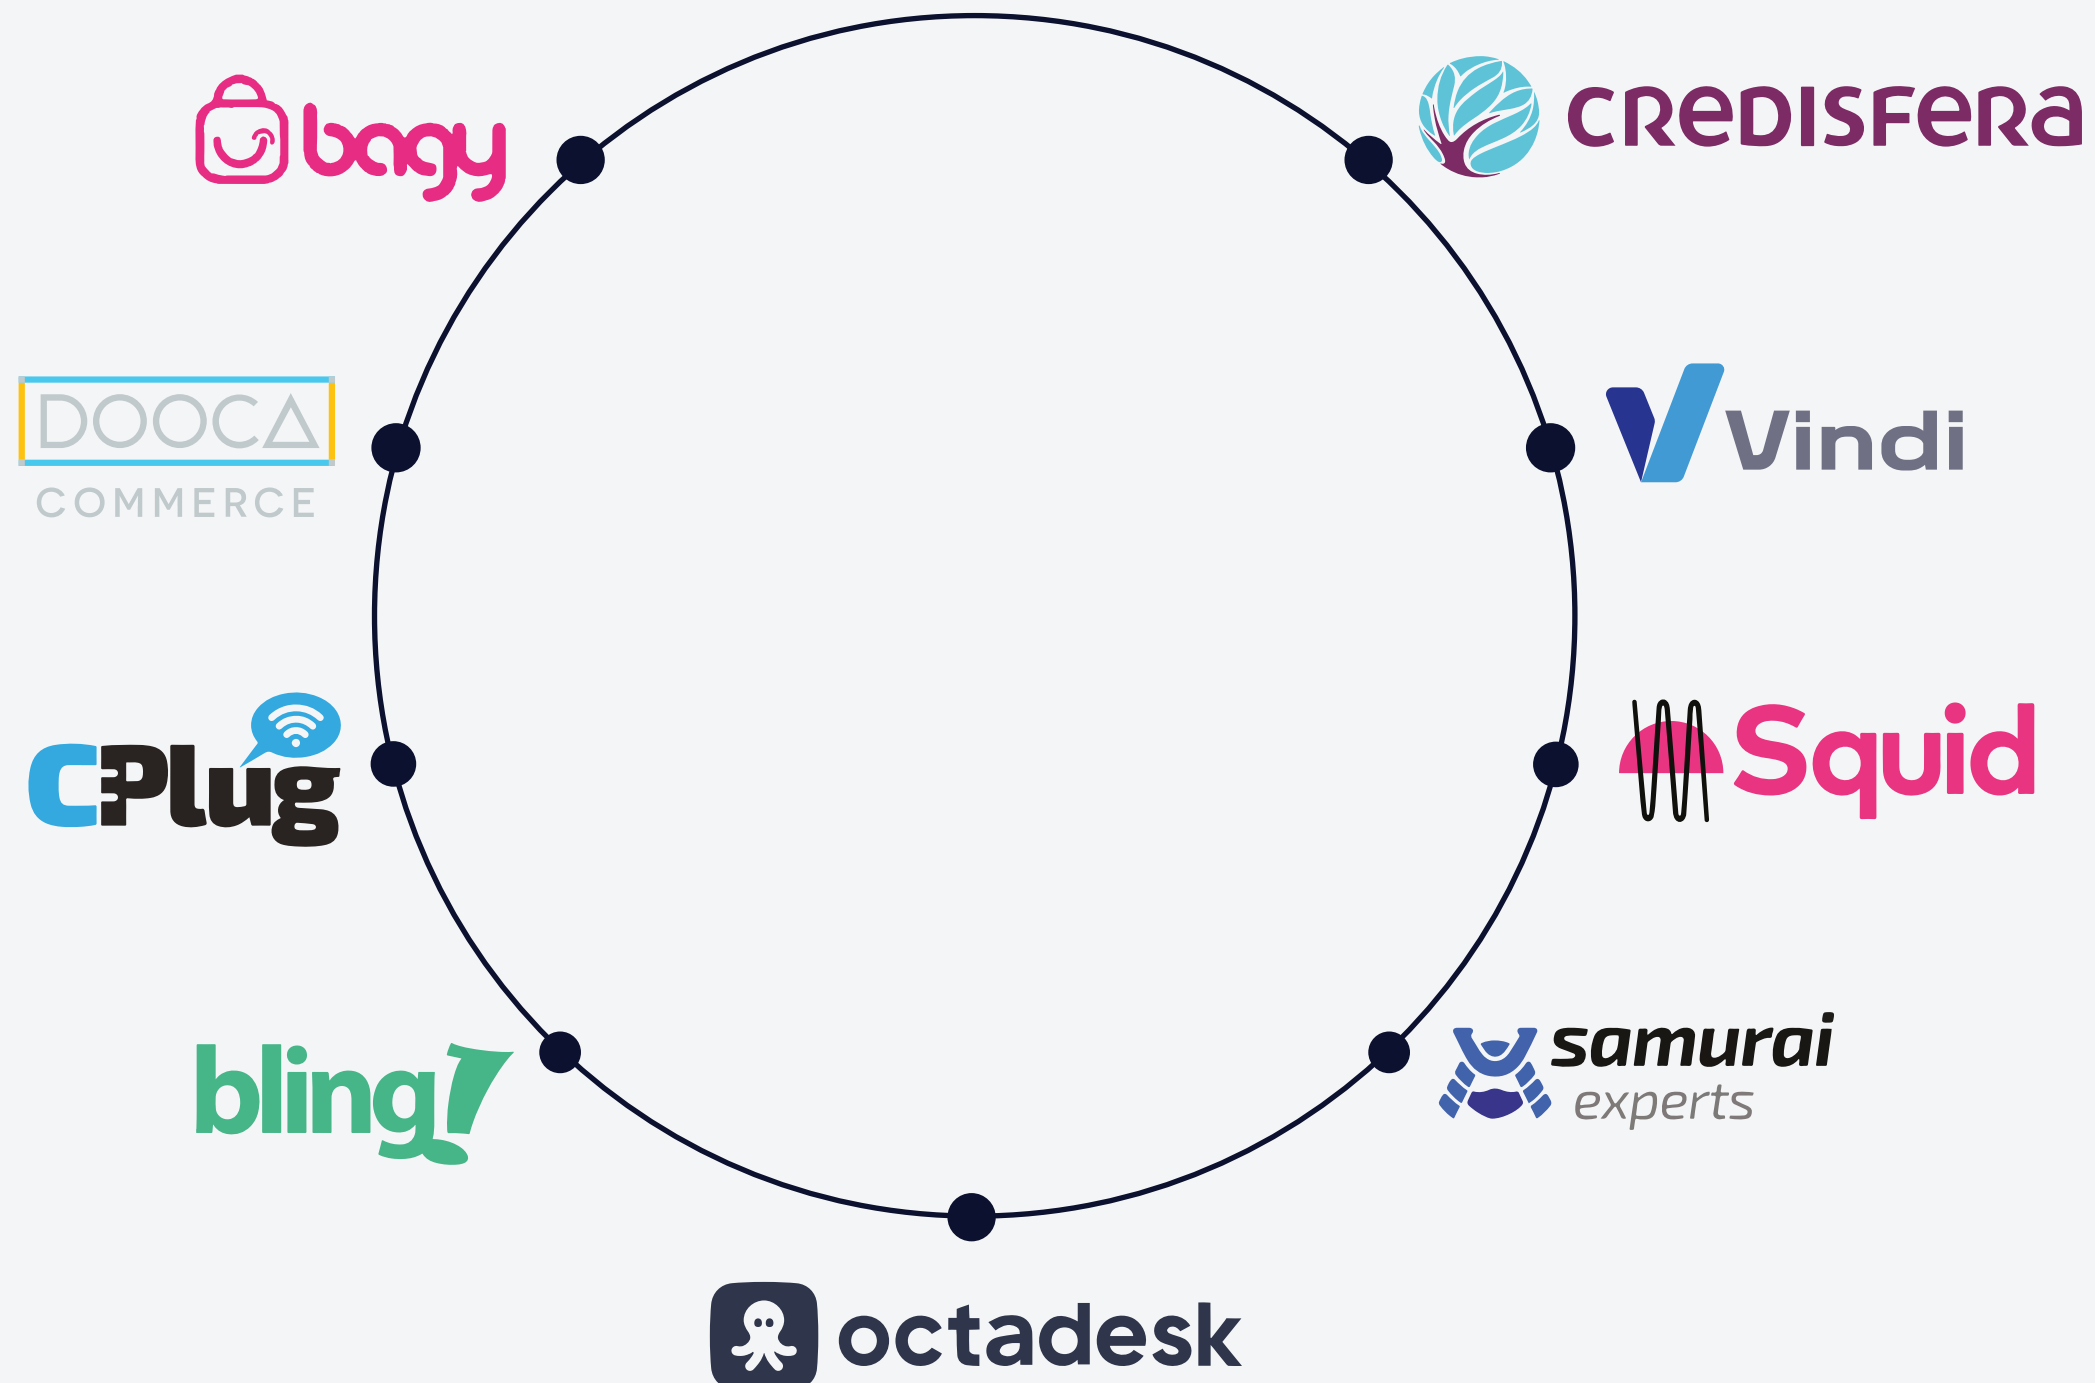 bagy
CREDISFERA
DOOCA
COMMERCE
Vindi
CPlug
Squid
bling
samurai
experts
octadesk